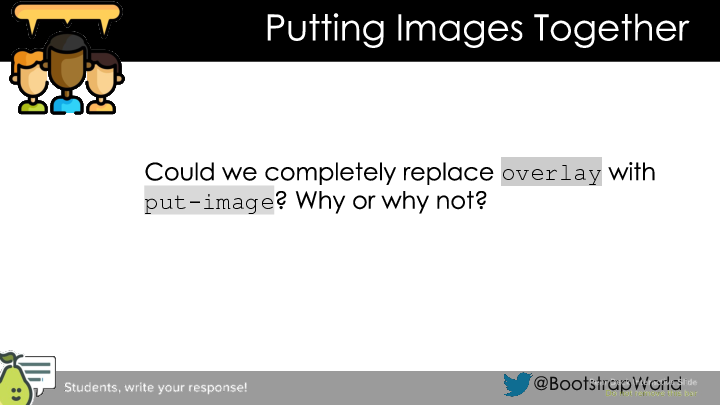 Putting Images Together
Could we completely replace overlay with
put-image? Why or why not?
Students, write your response!
@BootstrapWorld